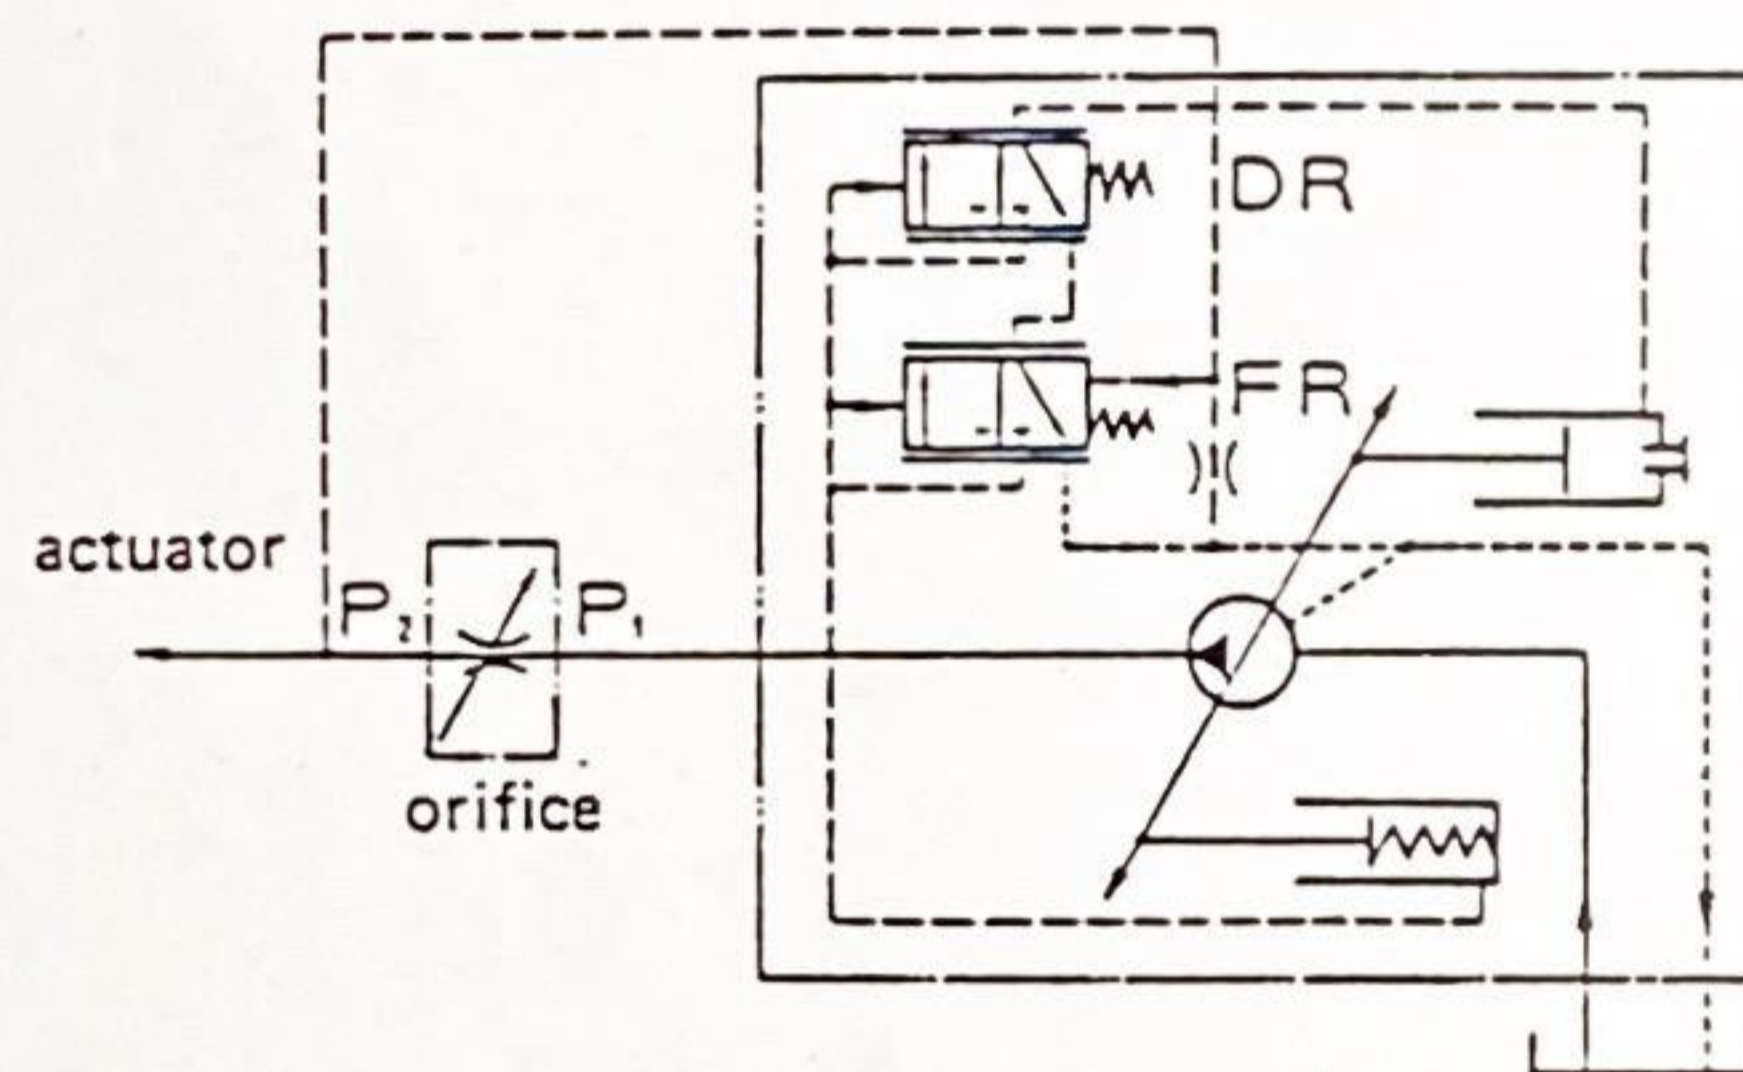 DR
FR
actuator
P₂
P₁
orifice